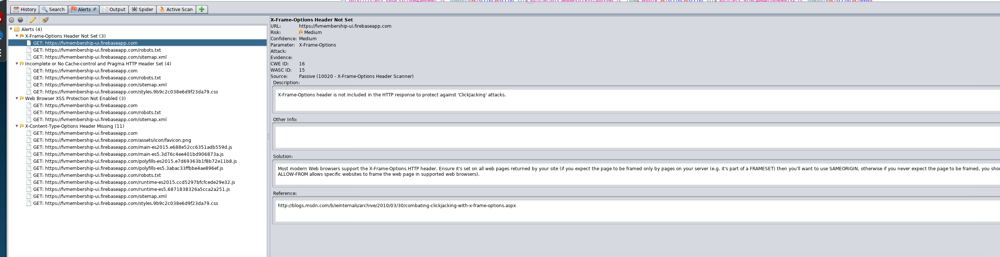 History Search Alerts Output Spider Active Scan
Alerts (4)
X-Frame-Options Header Not Set (3)
GET: https://fvmembership-ui.firebaseapp.com
GET: https://fvmembership-ui.firebaseapp.com/robots.txt
GET: https://fvmembership-ui.firebaseapp.com/sitemap.xml
Incomplete or No Cache-control and Pragma HTTP Header Set (4)
GET: https://fvmembership-ui.firebaseapp.com
GET: https://fvmembership-ui.firebaseapp.com/robots.txt
GET: https://fvmembership-ui.firebaseapp.com/sitemap.xml
GET: https://fvmembership-ui.firebaseapp.com/styles.9b9c2c038e6d9f23da79.css
Web Browser XSS Protection Not Enabled (3)
GET: https://fvmembership-ui.firebaseapp.com
GET: https://fvmembership-ui.firebaseapp.com/robots.txt
GET: https://fvmembership-ui.firebaseapp.com/sitemap.xml
X-Content-Type-Options Header Missing (11)
GET: https://fvmembership-ui.firebaseapp.com
GET: https://fvmembership-ui.firebaseapp.com/assets/icon/favicon.png
GET: https://fvmembership-ui.firebaseapp.com/main-es2015.e688e52cc6351adb559d.js
GET: https://fvmembership-ui.firebaseapp.com/main-es5.3d76c4ee401bd906873a.js
GET: https://fvmembership-ui.firebaseapp.com/polyfills-es2015.e7d69363b1f8b72e11b8.js
GET: https://fvmembership-ui.firebaseapp.com/polyfills-es5.3abac33ffbbe4ae896ef.js
GET: https://fvmembership-ui.firebaseapp.com/robots.txt
GET: https://fvmembership-ui.firebaseapp.com/runtime-es2015.ccd5297bfcfcede29e32.js
GET: https://fvmembership-ui.firebaseapp.com/runtime-es5.6871838326a5cca2a251.js
GET: https://fvmembership-ui.firebaseapp.com/sitemap.xml
GET: https://fvmembership-ui.firebaseapp.com/styles.9b9c2c038e6d9f23da79.css
X-Frame-Options Header Not Set
URL: https://fvmembership-ui.firebaseapp.com
Risk: Medium
Confidence: Medium
Parameter: X-Frame-Options
Attack:
Evidence:
CWE ID: 16
WASC ID: 15
Source: Passive (10020 - X-Frame-Options Header Scanner)
Description:
X-Frame-Options header is not included in the HTTP response to protect against 'ClickJacking' attacks.
Other Info:
Solution:
Most modern Web browsers support the X-Frame-Options HTTP header. Ensure it's set on all web pages returned by your site (if you expect the page to be framed only by pages on your server (e.g. it's part of a FRAMESET) then you'll want to use SAMEORIGIN, otherwise if you never expect the page to be framed, you
ALLOW-FROM allows specific websites to frame the web page in supported web browsers).
Reference:
http://blogs.msdn.com/b/ieinternals/archive/2010/03/30/combating-clickjacking-with-x-frame-options.aspx